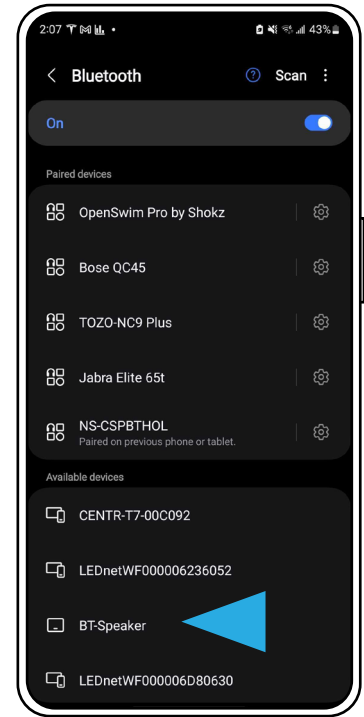 2:07
43%
Bluetooth
Scan
On
Paired devices
OpenSwim Pro by Shokz
Bose QC45
TOZO-NC9 Plus
Jabra Elite 65t
NS-CSPBTHOL
Paired on previous phone or tablet.
Available devices
CENTR-T7-00C092
LEDnetWF000006236052
BT-Speaker
LEDnetWF000006D80630